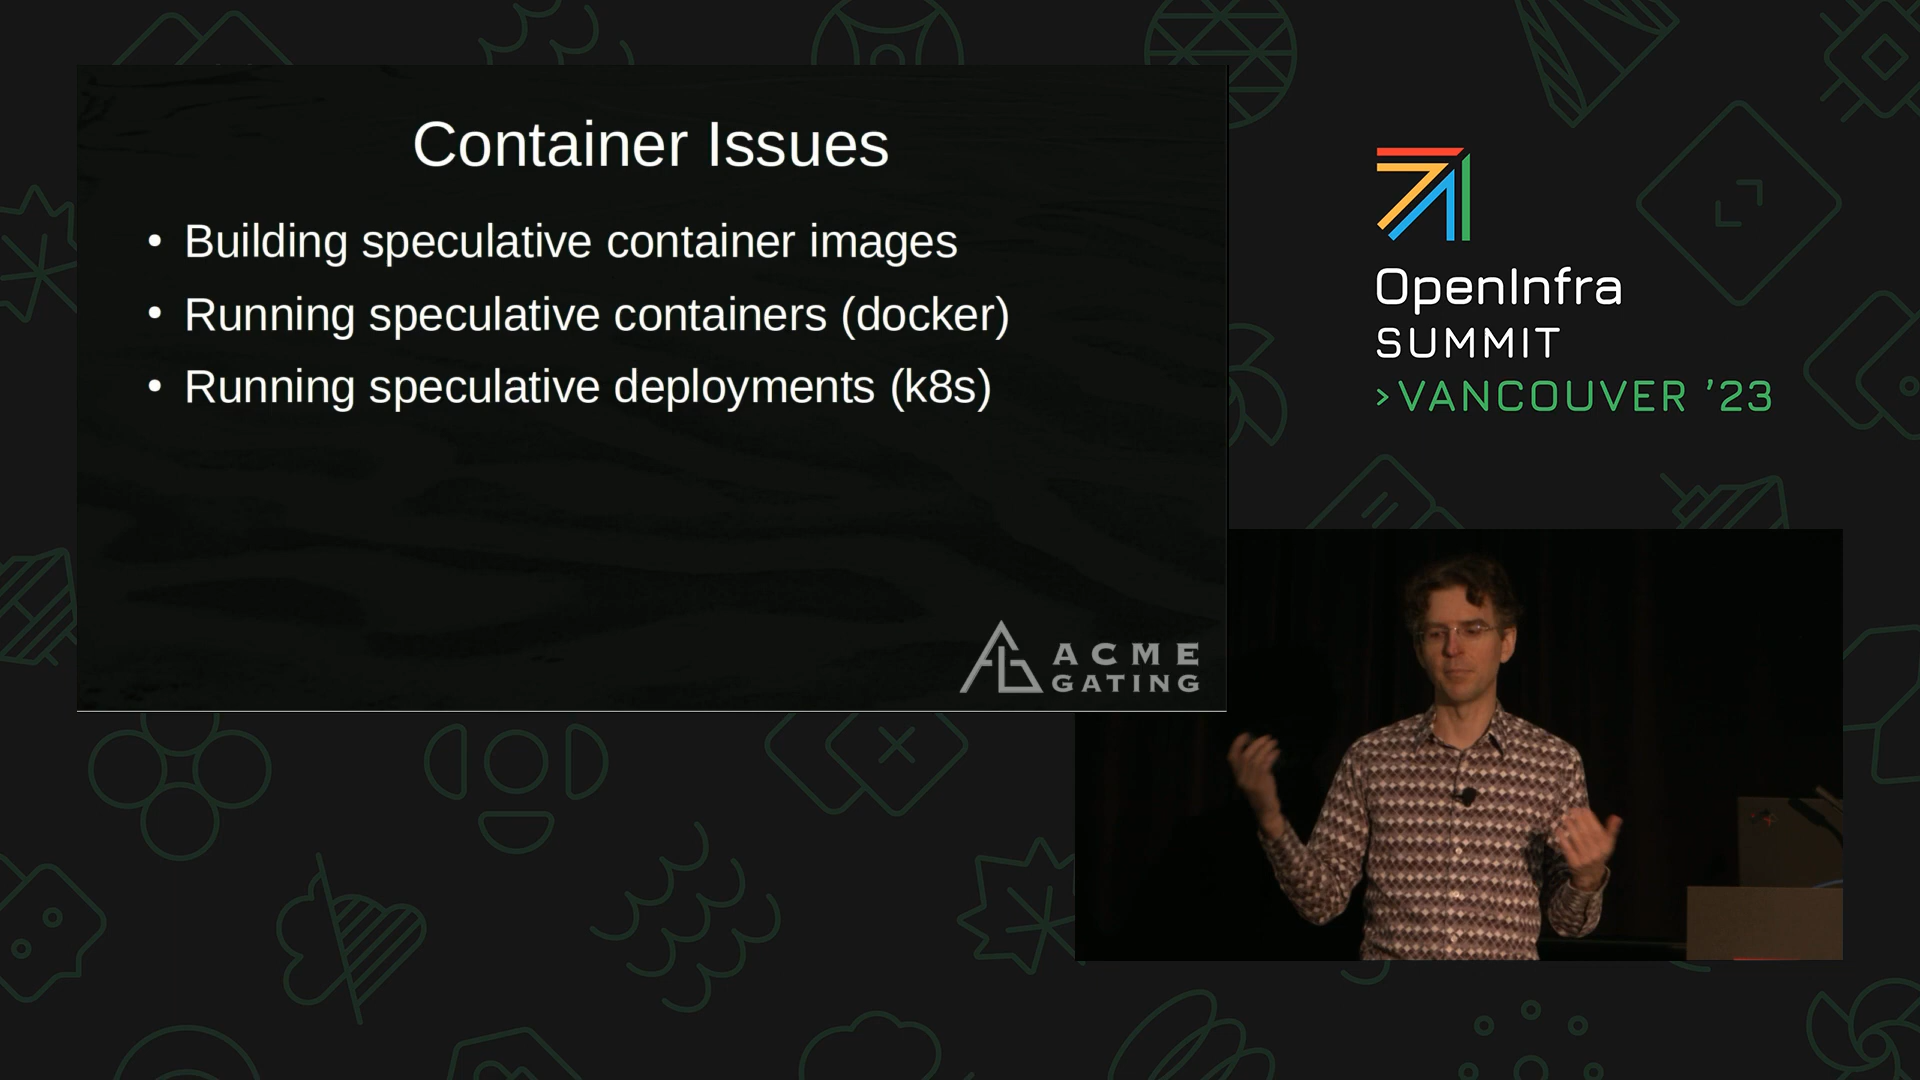 Container Issues
• Building speculative container images
• Running speculative containers (docker)
• Running speculative deployments (k8s)
ACME
GATING
OpenInfra
SUMMIT
>VANCOUVER ’23